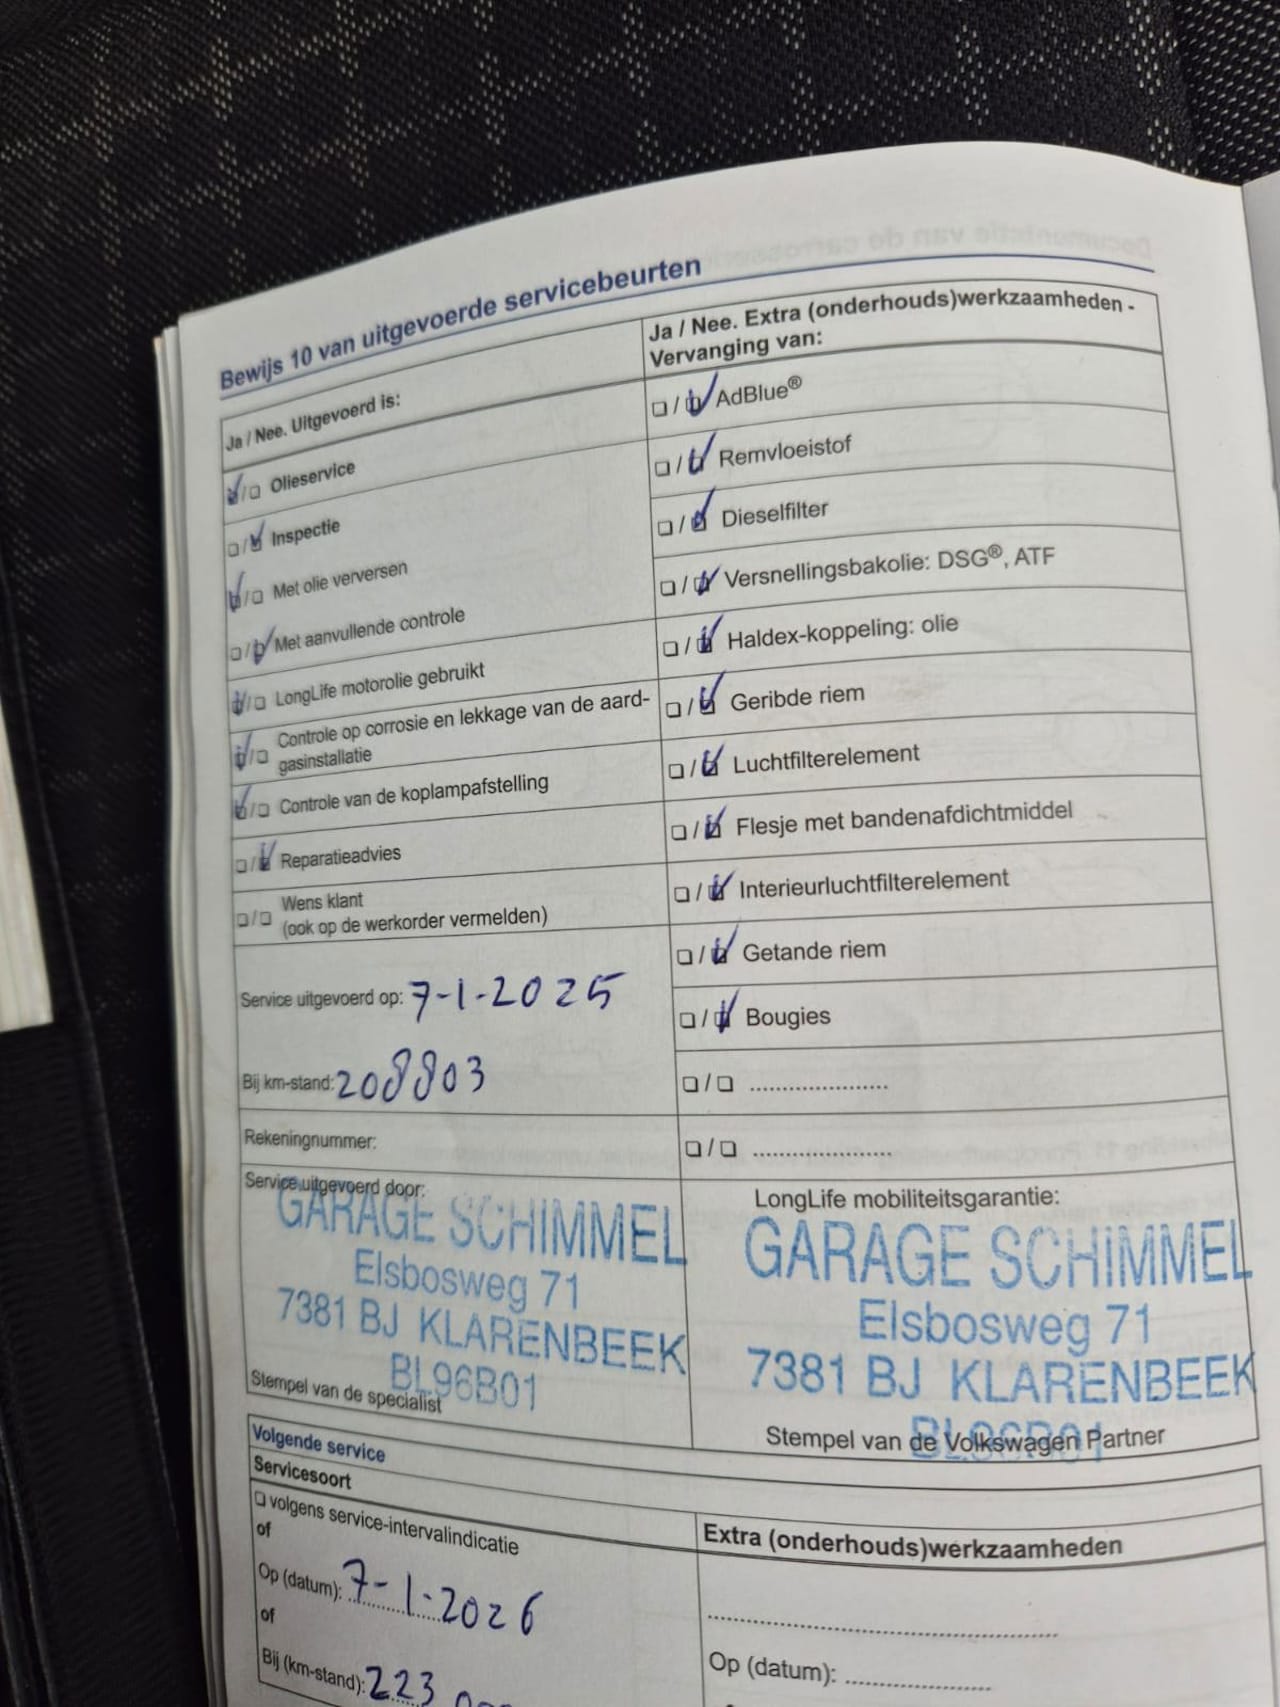 Bewijs 10 van uitgevoerde servicebeurten
Ja / Nee. Uitgevoerd is:
Olieservice
Inspectie
Met olie verversen
Met aanvullende controle
LongLife motorolie gebruikt
Controle op corrosie en lekkage van de aard-
gasinstallatie
Controle van de koplampafstelling
Reparatieadvies
Wens klant
(ook op de werkorder vermelden)
Service uitgevoerd op: 7-1-2025
Bij km-stand: 208803
Rekeningnummer:
Service uitgevoerd door:
GARAGE SCHIMMEL
Elsbosweg 71
7381 BJ KLARENBEEK
BL96B01
Stempel van de specialist
Ja / Nee. Extra (onderhouds)werkzaamheden -
Vervanging van:
AdBlue®
Remvloeistof
Dieselfilter
Versnellingsbakolie: DSG®, ATF
Haldex-koppeling: olie
Geribde riem
Luchtfilterelement
Flesje met bandenafdichtmiddel
Interieurluchtfilterelement
Getande riem
Bougies
LongLife mobiliteitsgarantie:
GARAGE SCHIMMEL
Elsbosweg 71
7381 BJ KLARENBEEK
BL96B01
Stempel van de Volkswagen Partner
Volgende service
Servicesoort
volgens service-intervalindicatie
of
Op (datum): 7-1-2026
of
Bij (km-stand): 223
Extra (onderhouds)werkzaamheden
Op (datum):